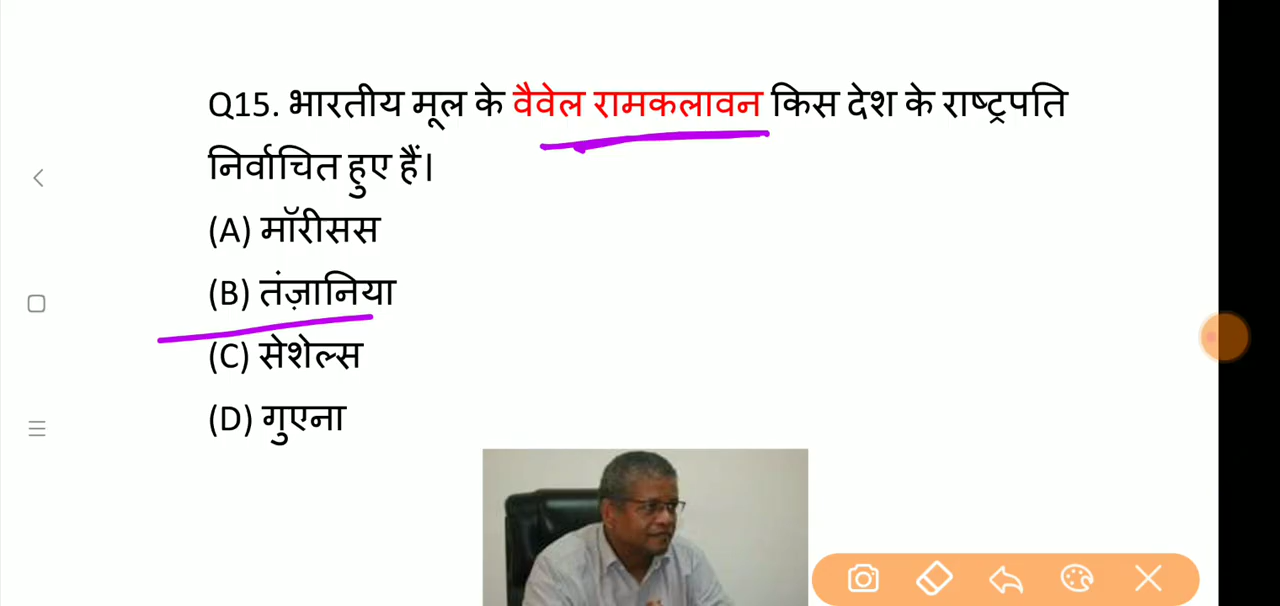 Q15. भारतीय मूल के वैवेल रामकलावन किस देश के राष्ट्रपति
निर्वाचित हुए हैं।
(A) मॉरीसस
(B) तंज़ानिया
(C) सेशेल्स
(D) गुएना